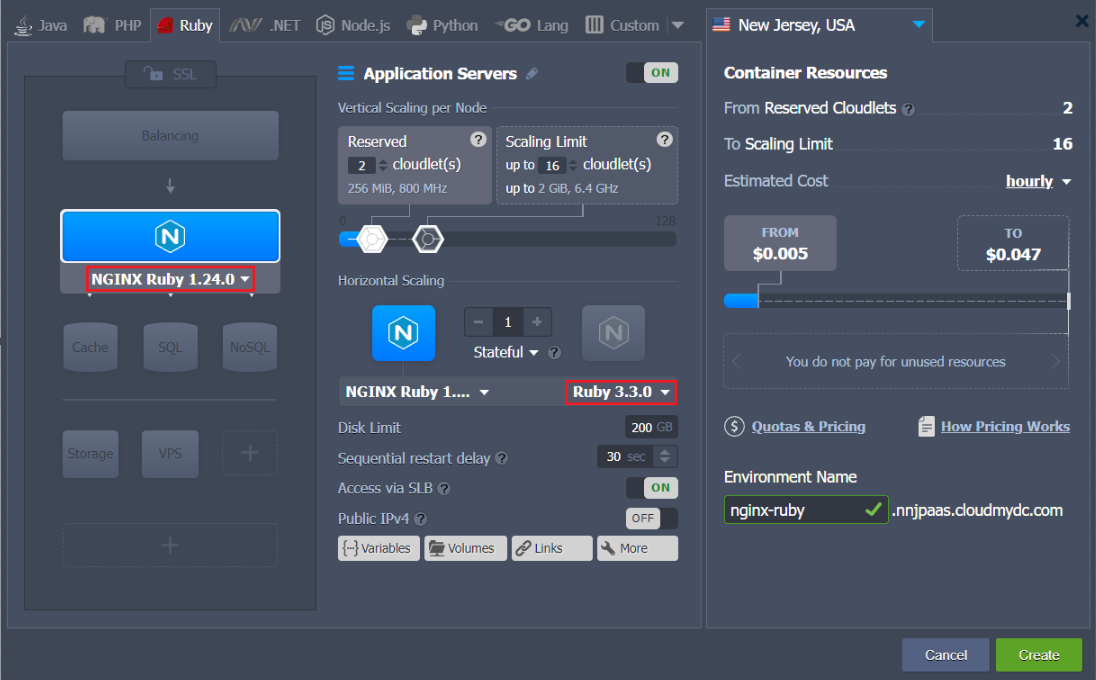 Java PHP Ruby .NET Node.js Python GO Lang Custom
SSL
Balancing
NGINX Ruby 1.24.0
Cache SQL NoSQL
Storage VPS
Application Servers ON
Vertical Scaling per Node
Reserved ?
2 cloudlet(s)
256 MiB, 800 MHz
Scaling Limit ?
up to 16 cloudlet(s)
up to 2 GiB, 6.4 GHz
0 128
Horizontal Scaling
1
Stateful ?
NGINX Ruby 1.... Ruby 3.3.0
Disk Limit 200 GB
Sequential restart delay ? 30 sec
Access via SLB ? ON
Public IPv4 ? OFF
Variables Volumes Links More
New Jersey, USA
Container Resources
From Reserved Cloudlets ? 2
To Scaling Limit 16
Estimated Cost hourly
FROM
$0.005
TO
$0.047
You do not pay for unused resources
$ Quotas & Pricing How Pricing Works
Environment Name
nginx-ruby .nnjpaas.cloudmydc.com
Cancel Create